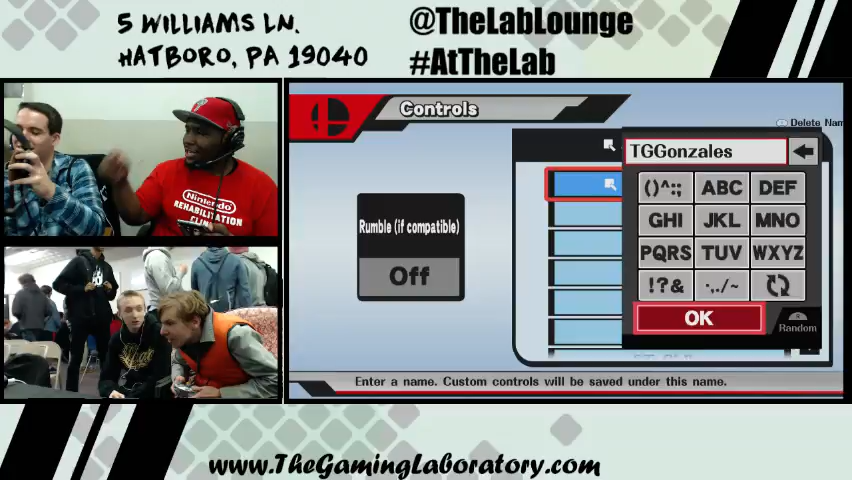 5 WILLIAMS LN.
HATBORO, PA 19040
@TheLabLounge
#AtTheLab
Controls
Delete Nam
TGGonzales
()^:; ABC DEF
GHI JKL MNO
PQRS TUV WXYZ
!?& ·,./~
OK
R
Random
Rumble (if compatible)
Off
Enter a name. Custom controls will be saved under this name.
Nintendo
REHABILITATION
CLINIC
www.TheGamingLaboratory.com